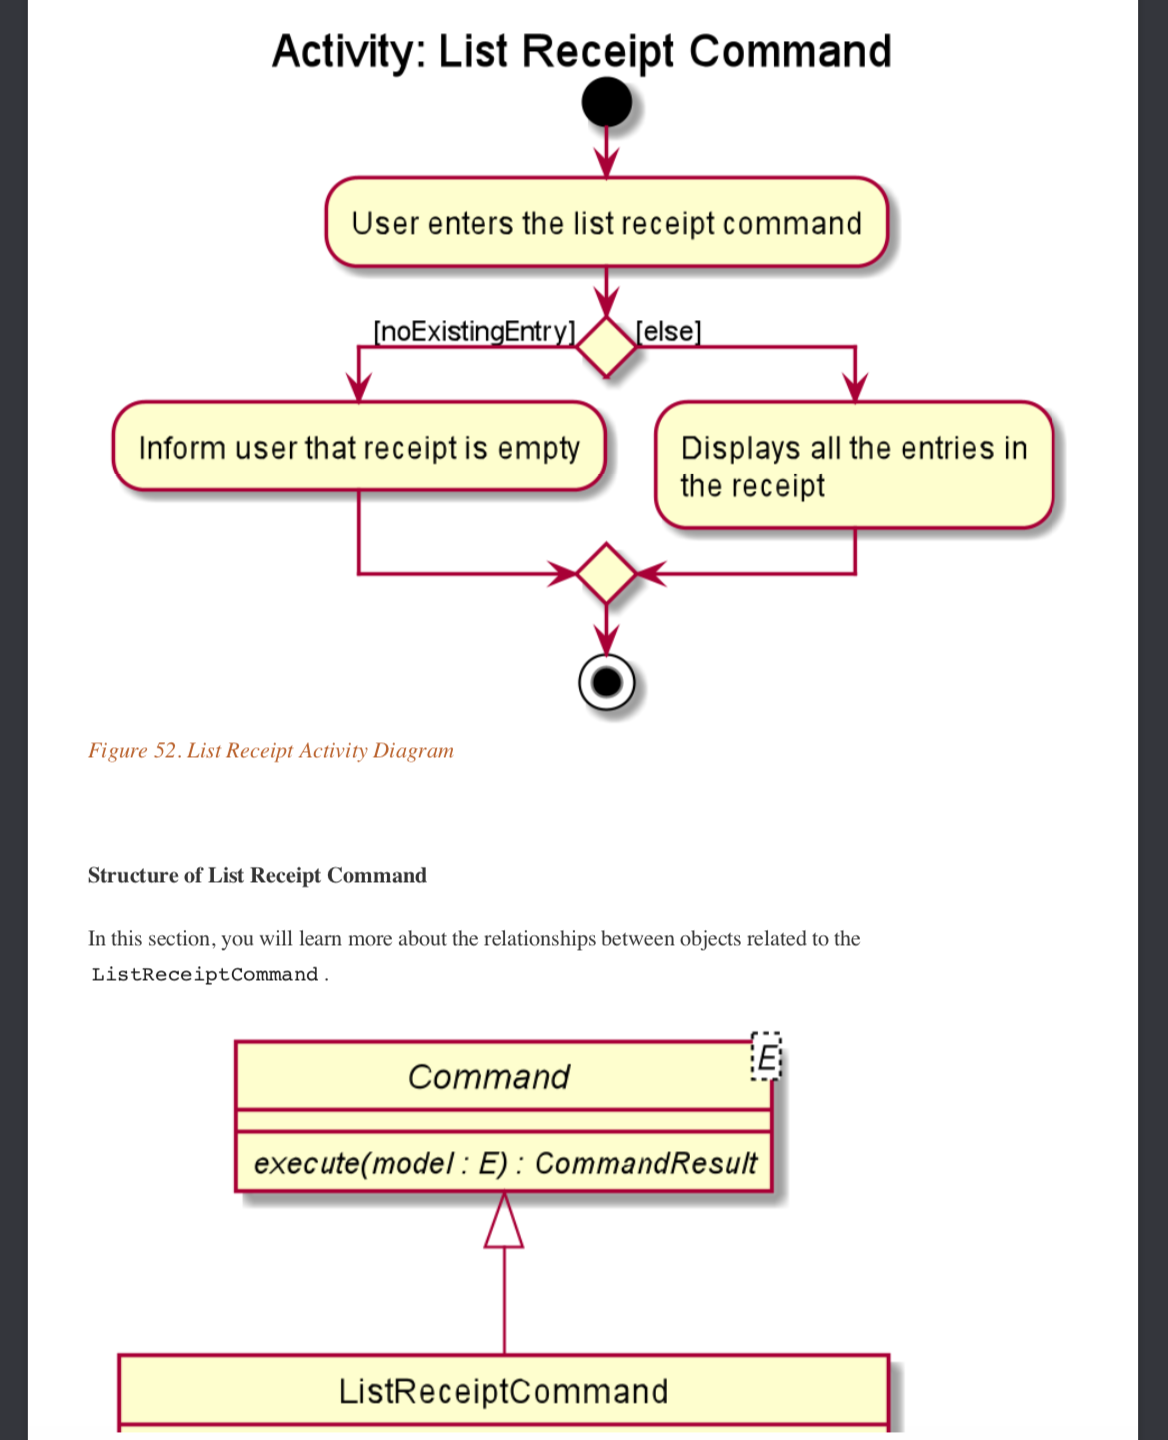 Activity: List Receipt Command
User enters the list receipt command
[noExistingEntry]
[else]
Inform user that receipt is empty
Displays all the entries in
the receipt
Figure 52. List Receipt Activity Diagram
Structure of List Receipt Command
In this section, you will learn more about the relationships between objects related to the
ListReceiptCommand .
E
Command
execute(model : E) : CommandResult
ListReceiptCommand